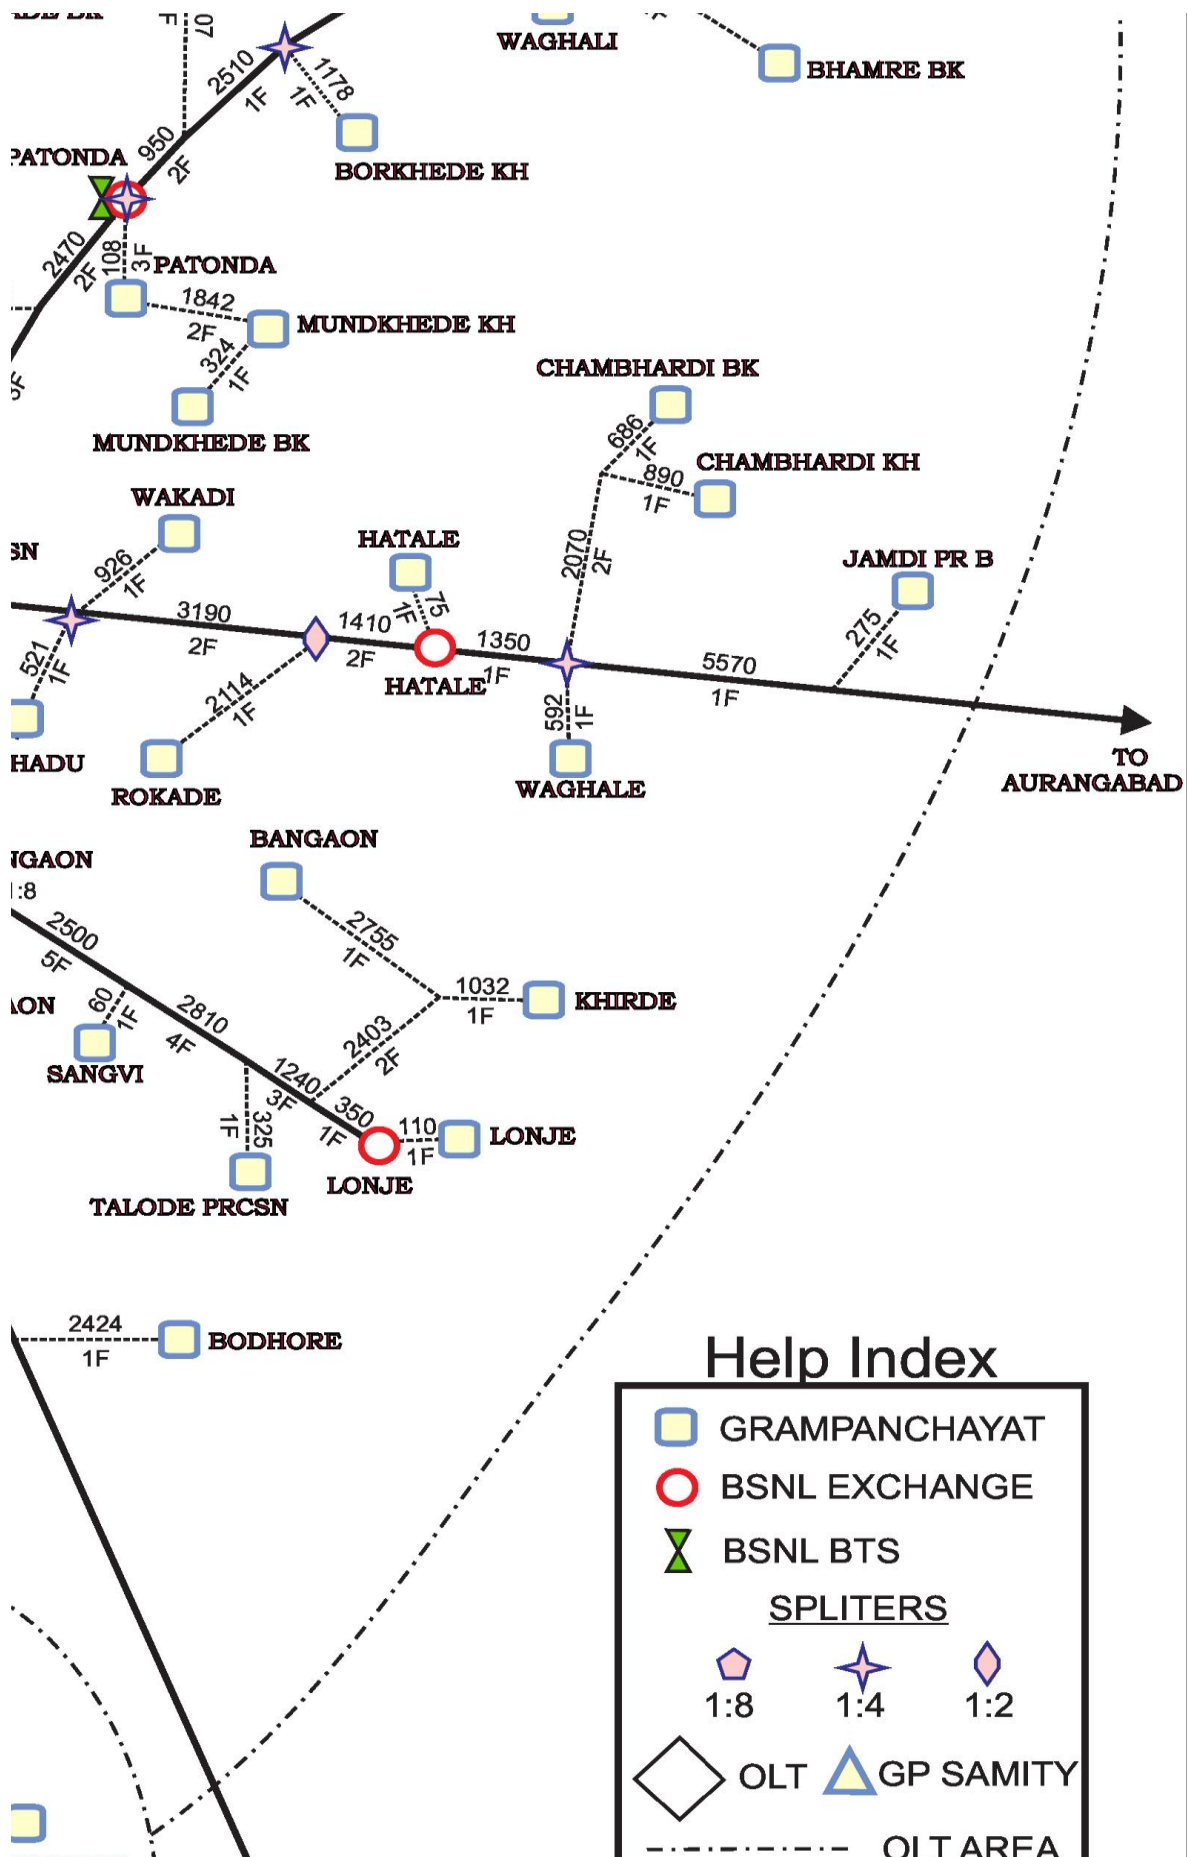 07
F
WAGHALI
BHAMRE BK
2510
1F
1178
1F
BORKHEDE KH
950
2F
PATONDA
2470
2F
108
3F
PATONDA
1842
2F
MUNDKHEDE KH
324
1F
MUNDKHEDE BK
CHAMBHARDI BK
686
1F
CHAMBHARDI KH
890
1F
WAKADI
926
1F
SN
HATALE
75
1F
2070
2F
JAMDI PR B
275
1F
3190
2F
1410
2F
HATALE
1350
1F
5570
1F
521
1F
2114
1F
592
1F
HADU
ROKADE
WAGHALE
TO
AURANGABAD
BANGAON
NGAON
1:8
2500
5F
2755
1F
1032
1F
KHIRDE
AON
60
1F
SANGVI
2810
4F
2403
2F
1240
3F
350
1F
110
1F
LONJE
325
1F
LONJE
TALODE PRCSN
2424
1F
BODHORE
Help Index
GRAMPANCHAYAT
BSNL EXCHANGE
BSNL BTS
SPLITERS
1:8 1:4 1:2
OLT GP SAMITY
OLT AREA